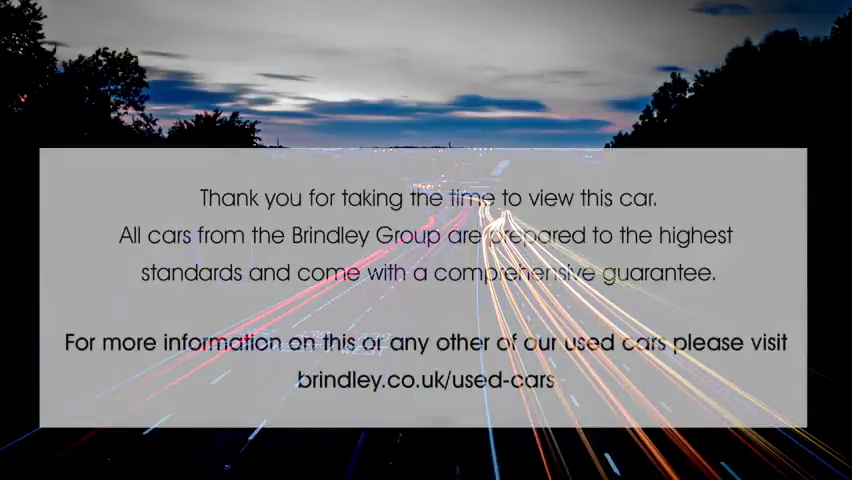 Thank you for taking the time to view this car.
All cars from the Brindley Group are prepared to the highest
standards and come with a comprehensive guarantee.
For more information on this or any other of our used cars please visit
brindley.co.uk/used-cars